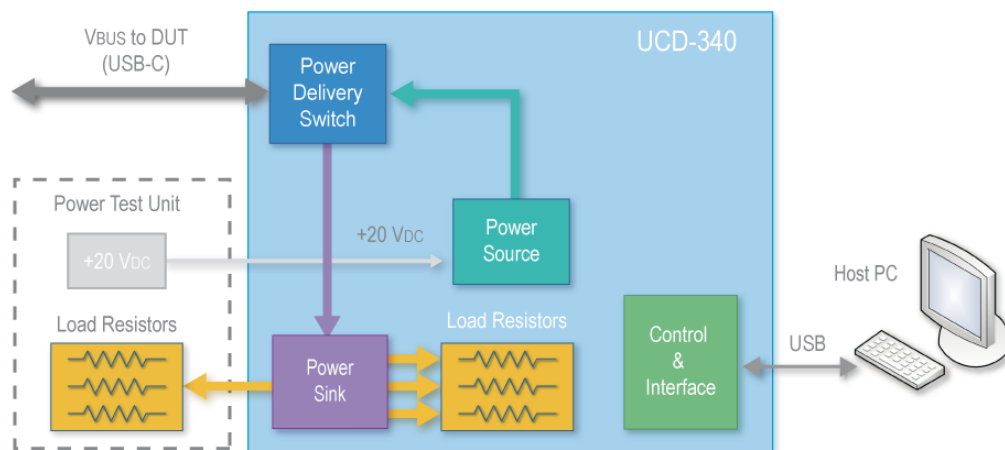 VBUS to DUT
(USB-C)
UCD-340
Power
Delivery
Switch
Power Test Unit
+20 VDC
+20 VDC
Power
Source
Host PC
Load Resistors
Load Resistors
Power
Sink
Control
&
Interface
USB